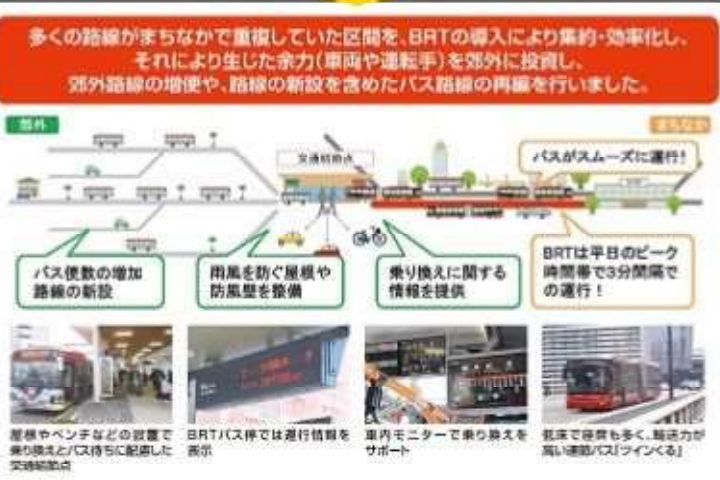 多くの路線がまちなかで重複していた区間を、BRTの導入により集約・効率化し、
それにより生じた余力(車両や運転手)を郊外に投資し、
郊外路線の増便や、路線の新設を含めたバス路線の再編を行いました。
郊外
まちなか
交通結節点
バスがスムーズに運行!
バス便数の増加
路線の新設
雨風を防ぐ屋根や
防風壁を整備
乗り換えに関する
情報を提供
BRTは平日のピーク
時間帯で3分間隔で
の運行!
屋根やベンチなどの設置で
乗り換えとバス待ちに配慮した
交通結節点
BRTバス停では運行情報を
表示
車内モニターで乗り換えを
サポート
低床で座席も多く、輸送力が
高い連節バス「ツインくる」